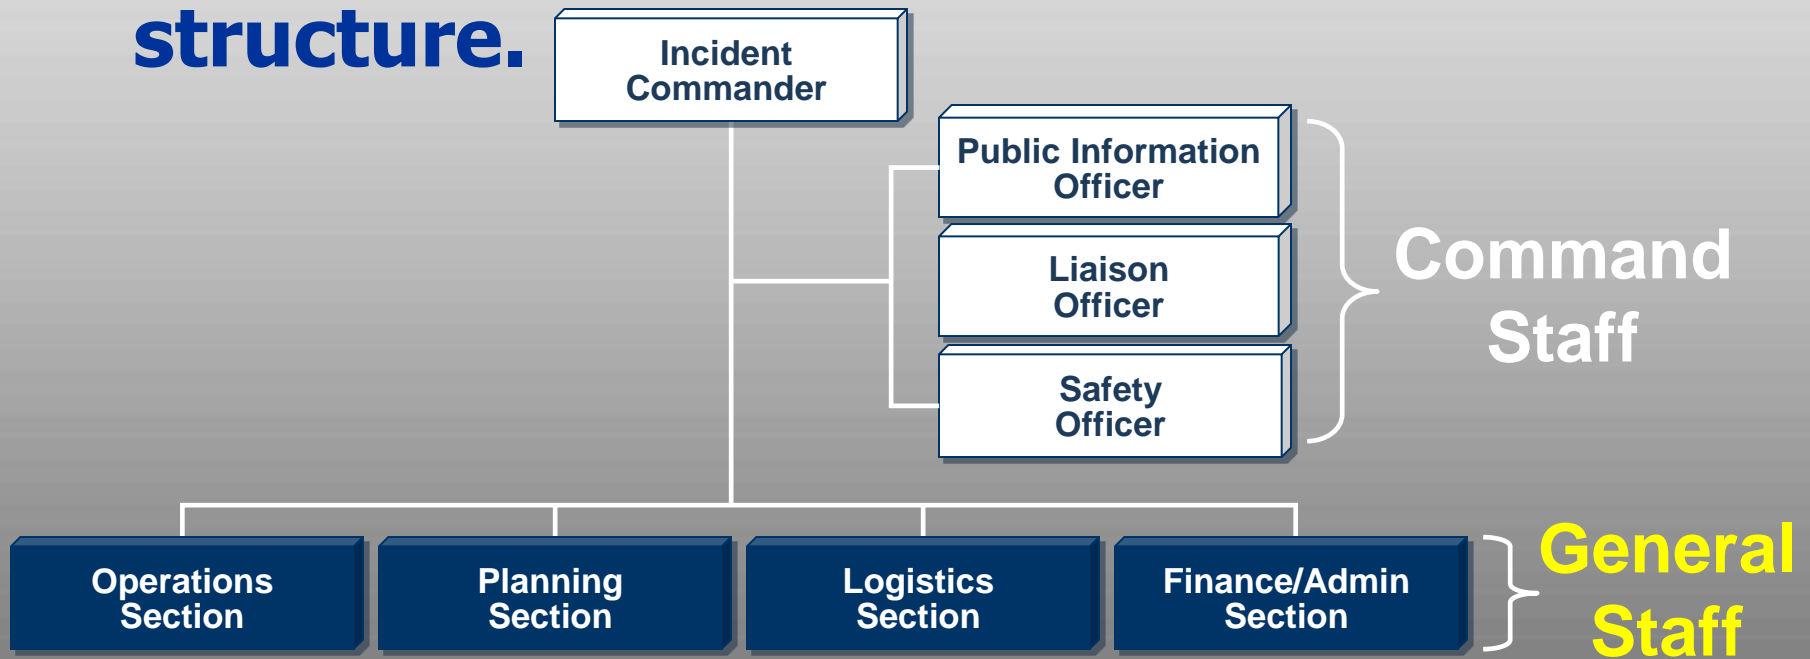 structure.
Incident
Commander
Public Information
Officer
Liaison
Officer
Safety
Officer
Command
Staff
Operations
Section
Planning
Section
Logistics
Section
Finance/Admin
Section
General
Staff